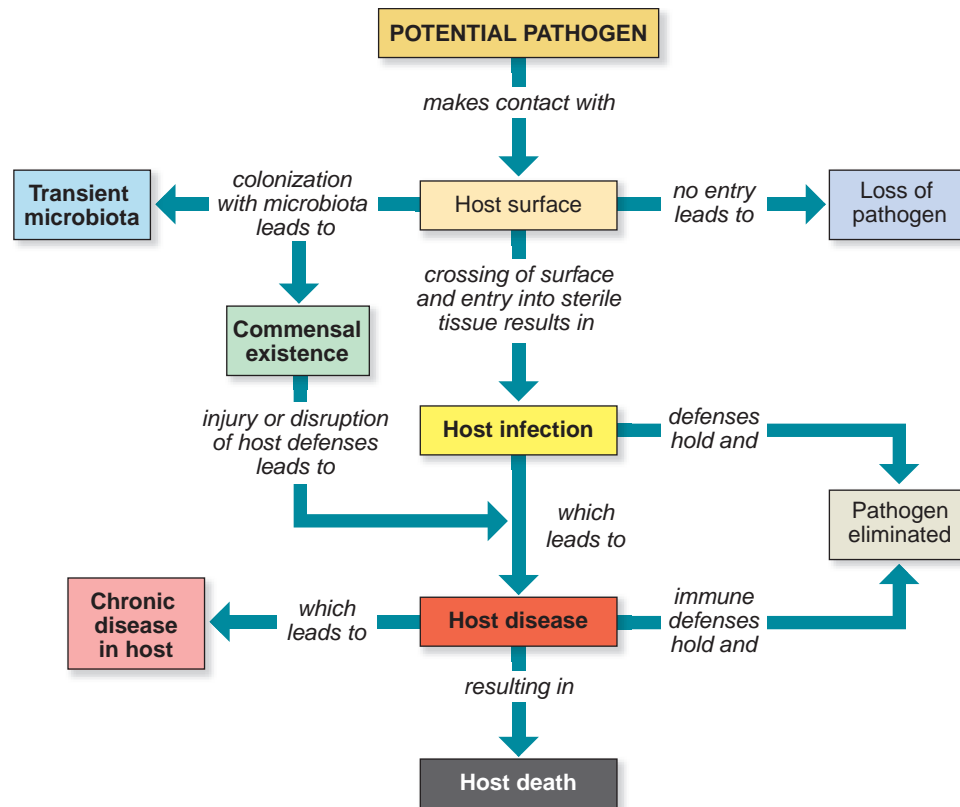 POTENTIAL PATHOGEN
makes contact with
Transient
microbiota
colonization
with microbiota
leads to
Host surface
no entry
leads to
Loss of
pathogen
crossing of surface
and entry into sterile
tissue results in
Commensal
existence
injury or disruption
of host defenses
leads to
Host infection
defenses
hold and
which
leads to
Pathogen
eliminated
Chronic
disease
in host
which
leads to
Host disease
immune
defenses
hold and
resulting in
Host death